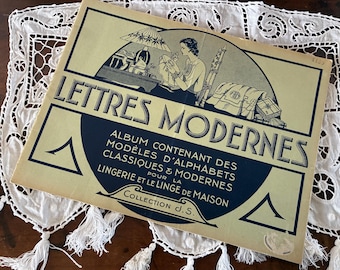 LETTRES MODERNES
ALBUM CONTENANT DES
MODÈLES D'ALPHABETS
CLASSIQUES & MODERNES
POUR LA
LINGERIE ET LE LINGE DE MAISON
COLLECTION J.S.